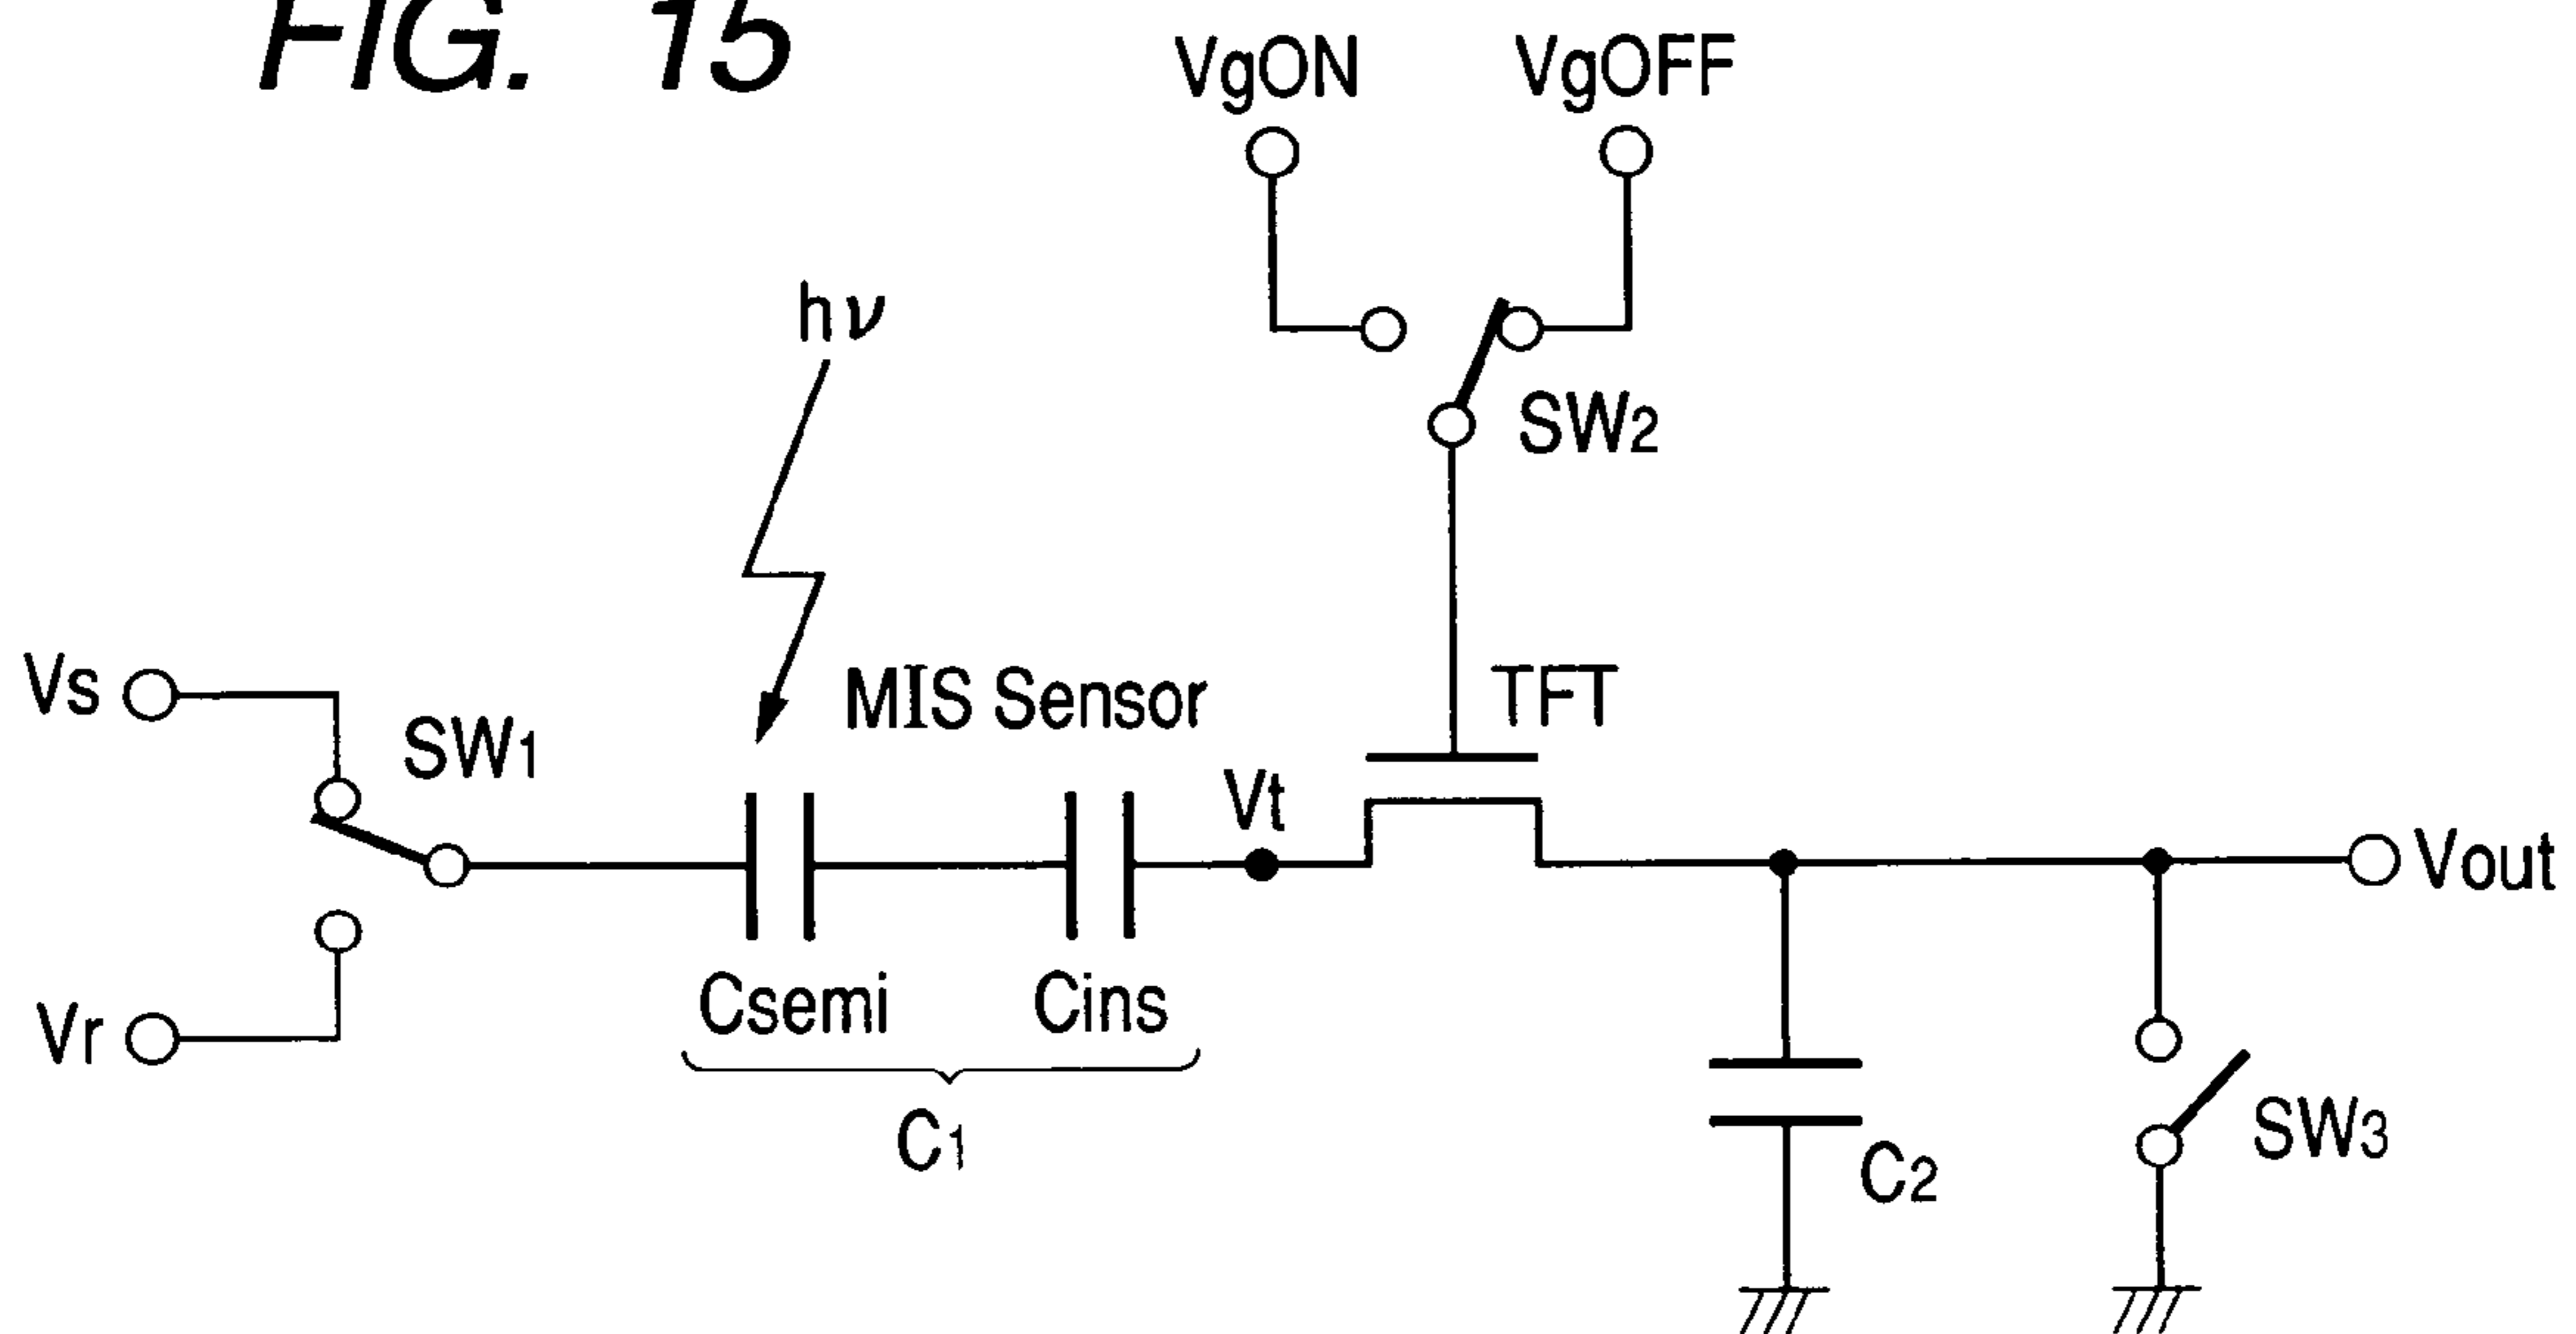 FIG. 15
VgON VgOFF
hν
SW2
Vs
SW1
MIS Sensor
TFT
Vt
Vout
Vr
Csemi
Cins
C1
C2
SW3